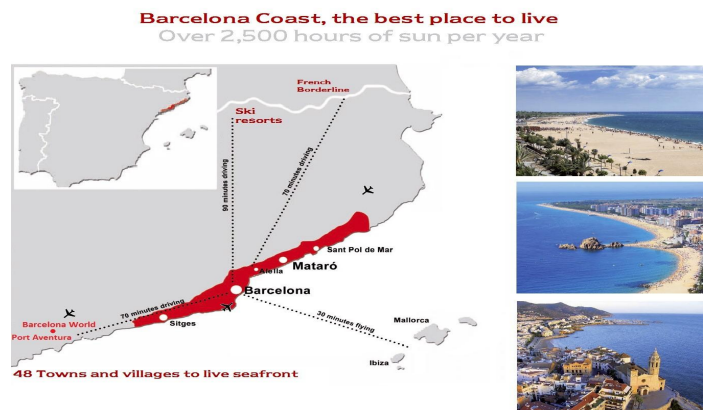 Barcelona Coast, the best place to live
Over 2,500 hours of sun per year
French
Borderline
Ski
resorts
90 minutes driving
70 minutes driving
Sant Pol de Mar
Mataró
Alella
Barcelona
70 minutes driving
30 minutes flying
Sitges
Mallorca
Barcelona World
Port Aventura
Ibiza
48 Towns and villages to live seafront